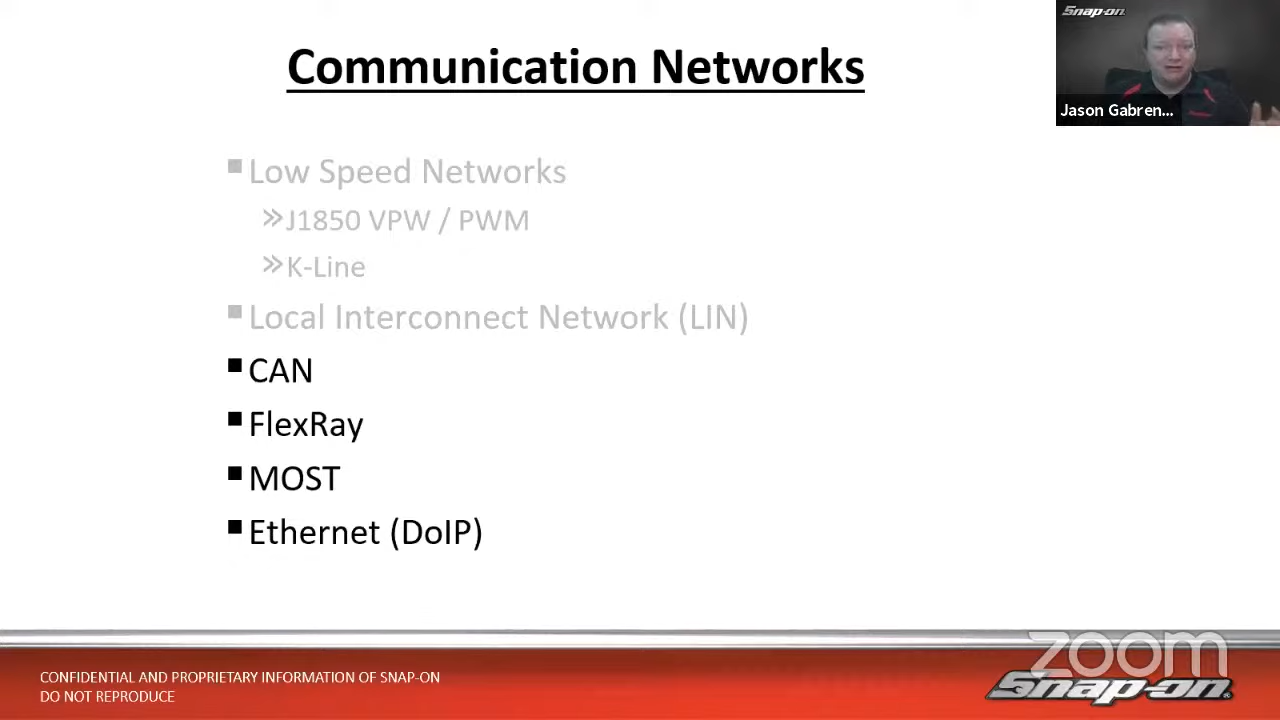 Communication Networks
Snap-on
Jason Gabren...
Low Speed Networks
J1850 VPW / PWM
K-Line
Local Interconnect Network (LIN)
CAN
FlexRay
MOST
Ethernet (DoIP)
zoom
CONFIDENTIAL AND PROPRIETARY INFORMATION OF SNAP-ON
DO NOT REPRODUCE
Snap-on